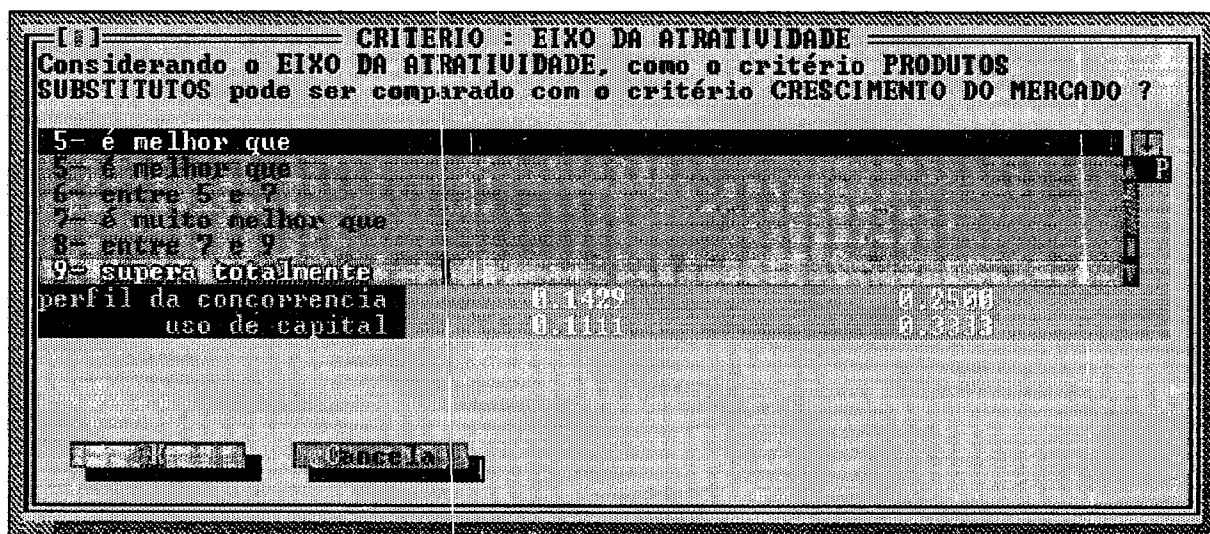 CRITERIO : EIXO DA ATRATIVIDADE
Considerando o EIXO DA ATRATIVIDADE, como o critério PRODUTOS
SUBSTITUTOS pode ser comparado com o critério CRESCIMENTO DO MERCADO ?
5- é melhor que
5- é melhor que
6- entre 5 e 7
7- é muito melhor que
8- entre 7 e 9
9- supera totalmente
perfil da concorrencia 0.1429 0.2500
uso de capital 0.1111 0.3333
Cancela